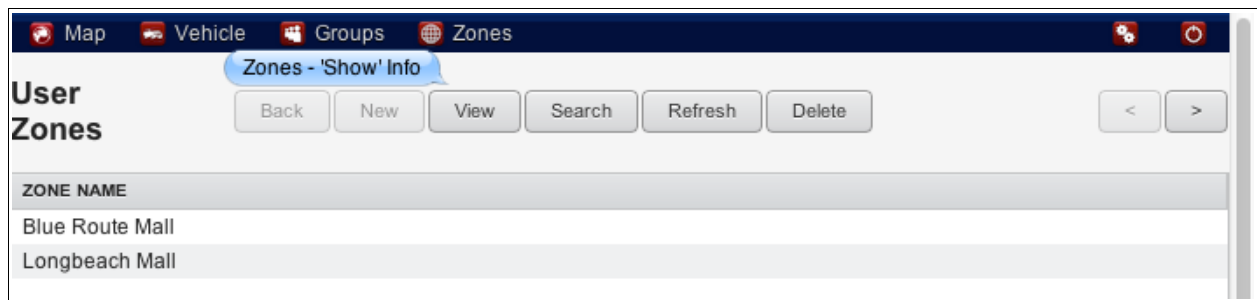 Map Vehicle Groups Zones
Zones - 'Show' Info
User
Zones
Back New View Search Refresh Delete < >
ZONE NAME
Blue Route Mall
Longbeach Mall